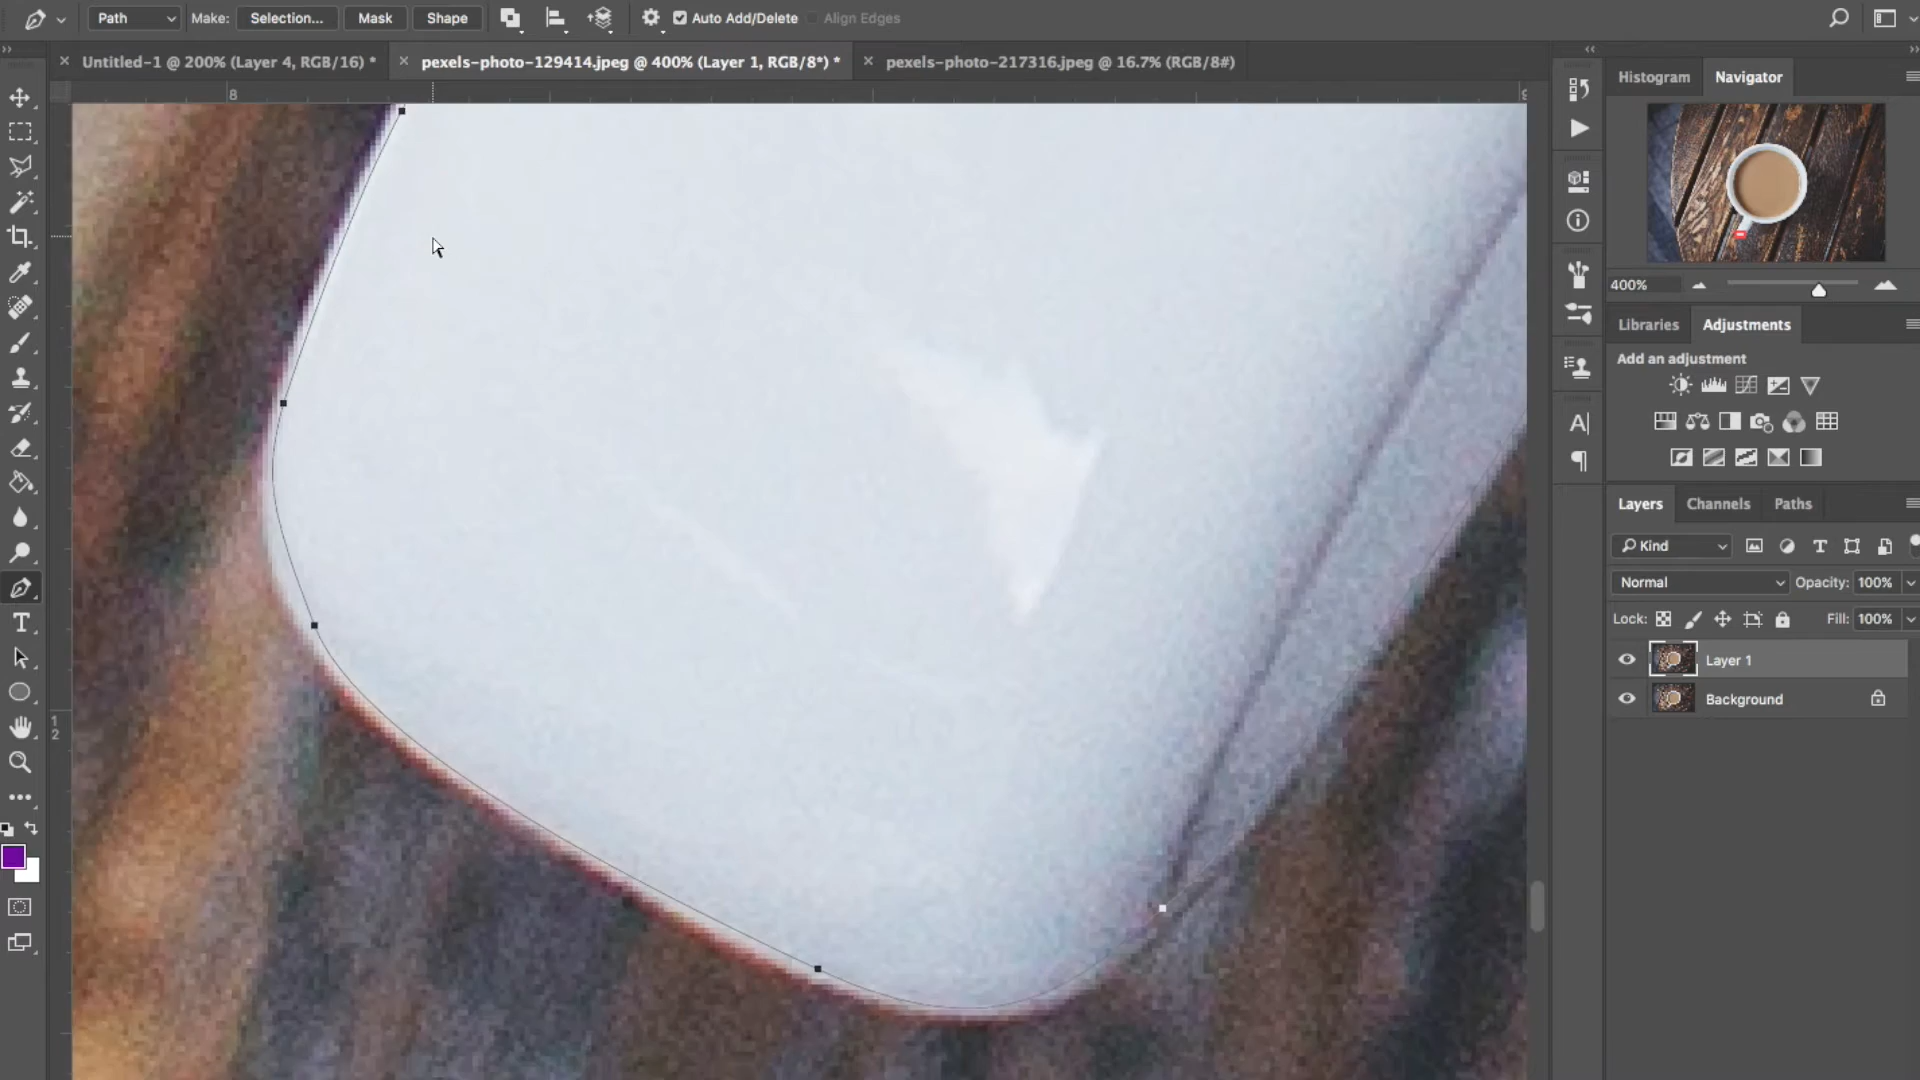 Path Make: Selection... Mask Shape Auto Add/Delete Align Edges
Untitled-1 @ 200% (Layer 4, RGB/16) * pexels-photo-129414.jpeg @ 400% (Layer 1, RGB/8*) * pexels-photo-217316.jpeg @ 16.7% (RGB/8#)
8
Histogram Navigator
400%
Libraries Adjustments
Add an adjustment
Layers Channels Paths
Kind
Normal Opacity: 100%
Lock: Fill: 100%
Layer 1
Background
1
2